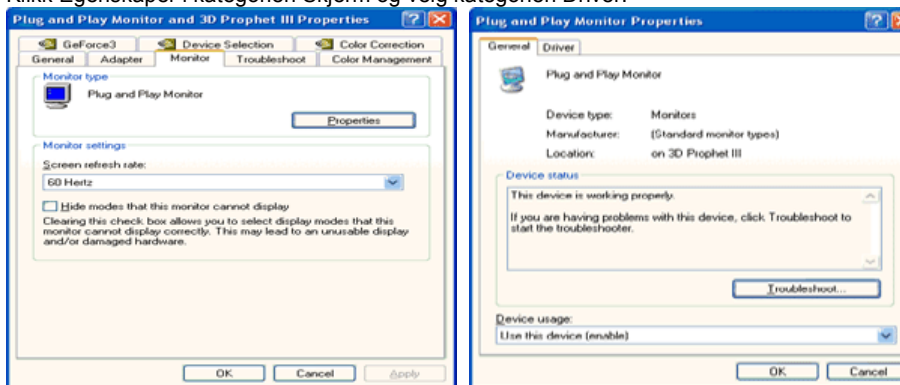 Klikk Egenskaper i kategorien Skjerm og velg kategorien Driver.
Plug and Play Monitor and 3D Prophet III Properties
GeForce3 Device Selection Color Correction
General Adapter Monitor Troubleshoot Color Management
Monitor type
Plug and Play Monitor
Properties
Monitor settings
Screen refresh rate:
60 Hertz
Hide modes that this monitor cannot display
Clearing this check box allows you to select display modes that this
monitor cannot display correctly. This may lead to an unusable display
and/or damaged hardware.
OK Cancel Apply
Plug and Play Monitor Properties
General Driver
Plug and Play Monitor
Device type: Monitors
Manufacturer: (Standard monitor types)
Location: on 3D Prophet III
Device status
This device is working properly.
If you are having problems with this device, click Troubleshoot to
start the troubleshooter.
Troubleshoot...
Device usage:
Use this device (enable)
OK Cancel